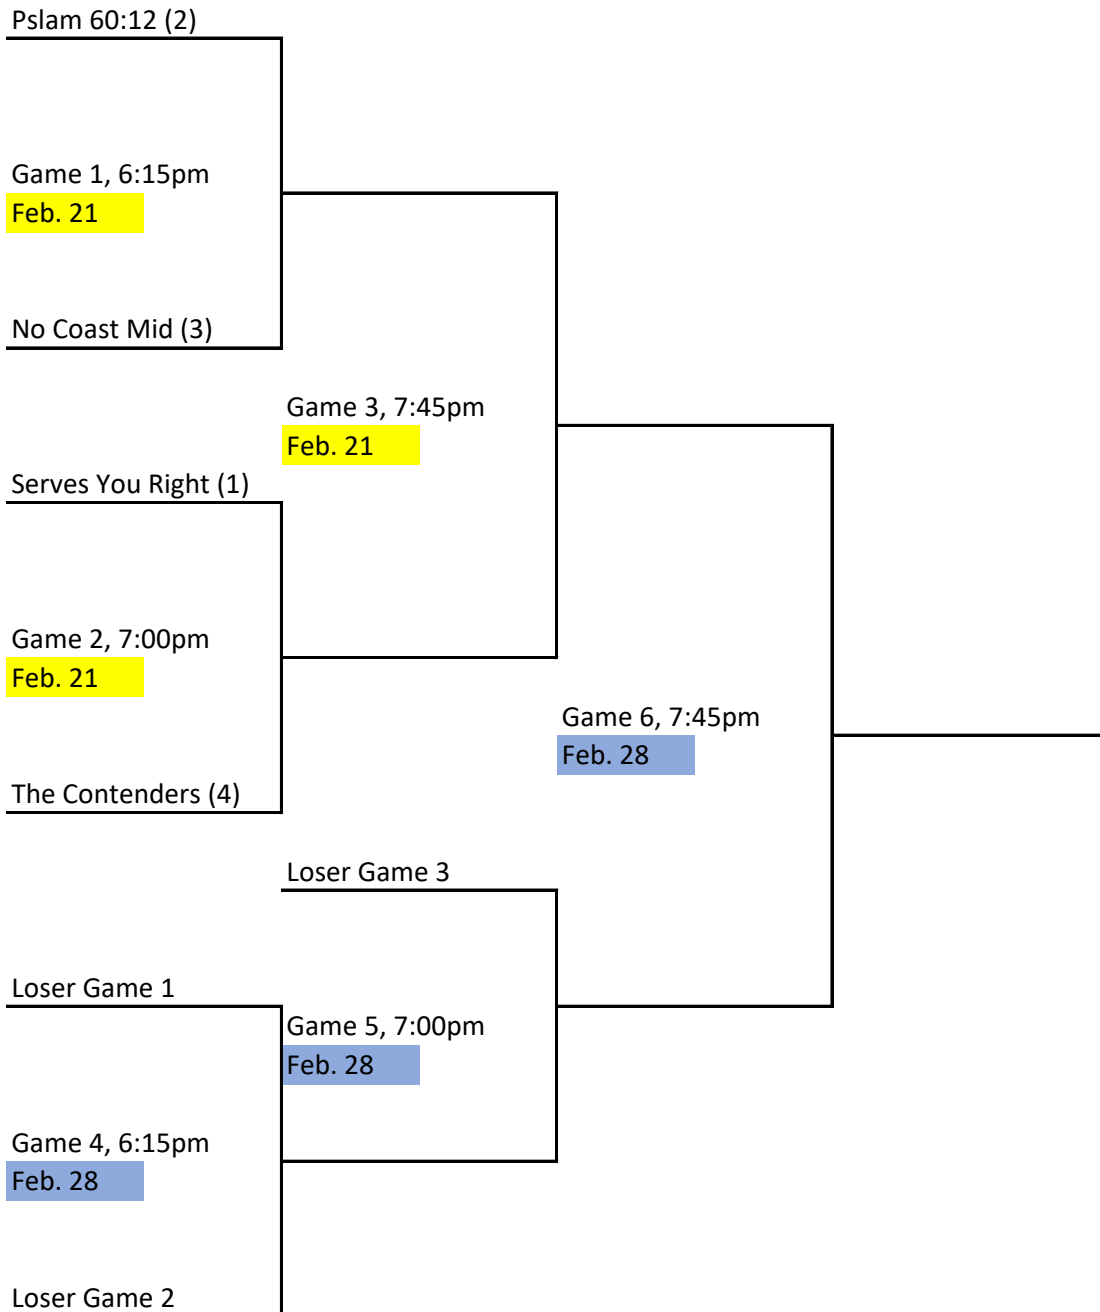 Pslam 60:12 (2)
Game 1, 6:15pm
Feb. 21
No Coast Mid (3)
Game 3, 7:45pm
Feb. 21
Serves You Right (1)
Game 2, 7:00pm
Feb. 21
Game 6, 7:45pm
Feb. 28
The Contenders (4)
Loser Game 3
Loser Game 1
Game 5, 7:00pm
Feb. 28
Game 4, 6:15pm
Feb. 28
Loser Game 2